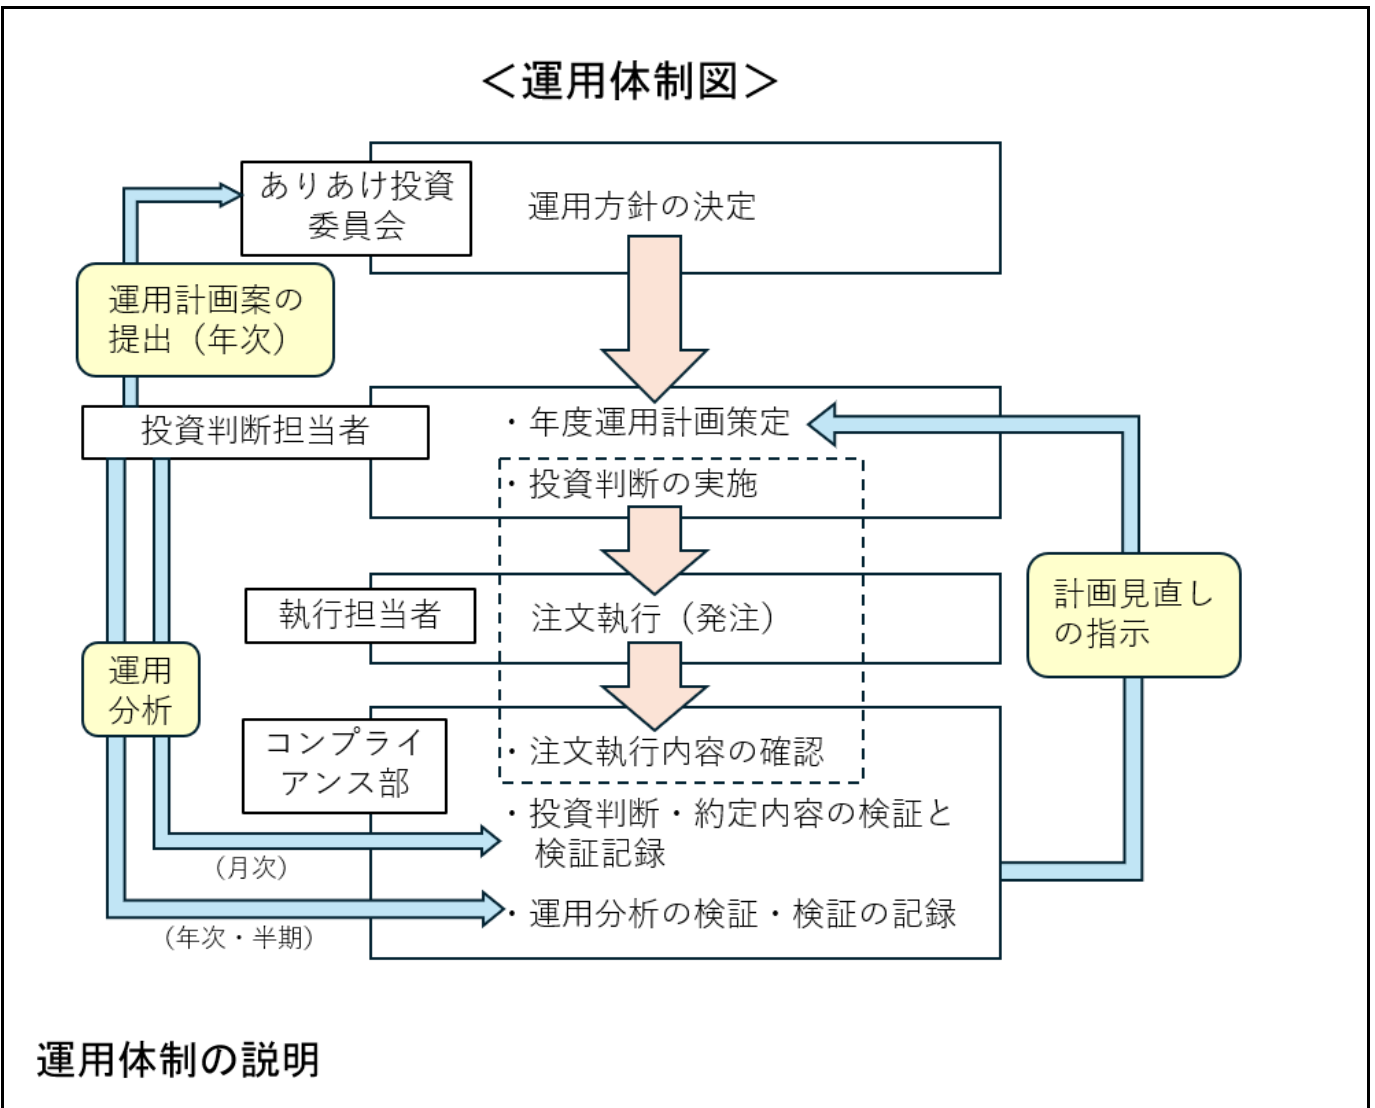 ＜運用体制図＞
ありあけ投資
委員会
運用方針の決定
運用計画案の
提出（年次）
投資判断担当者
・年度運用計画策定
・投資判断の実施
執行担当者
注文執行（発注）
計画見直し
の指示
運用
分析
コンプライ
アンス部
・注文執行内容の確認
・投資判断・約定内容の検証と
検証記録
（月次）
・運用分析の検証・検証の記録
（年次・半期）
運用体制の説明